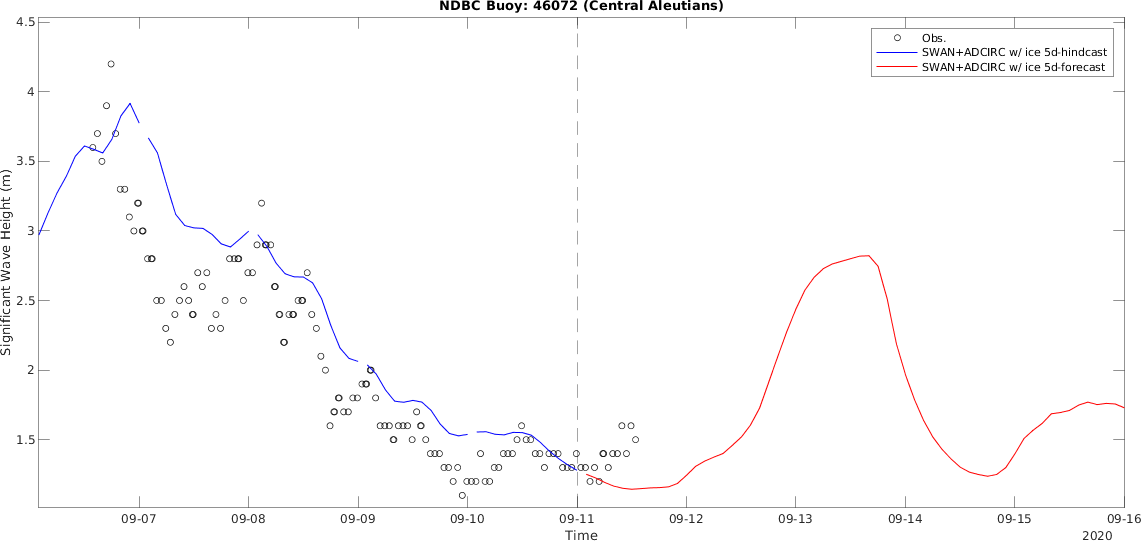 NDBC Buoy: 46072 (Central Aleutians)
Obs.
SWAN+ADCIRC w/ ice 5d-hindcast
SWAN+ADCIRC w/ ice 5d-forecast
Significant Wave Height (m)
4.5
4
3.5
3
2.5
2
1.5
09-07 09-08 09-09 09-10 09-11 09-12 09-13 09-14 09-15 09-16
Time
2020